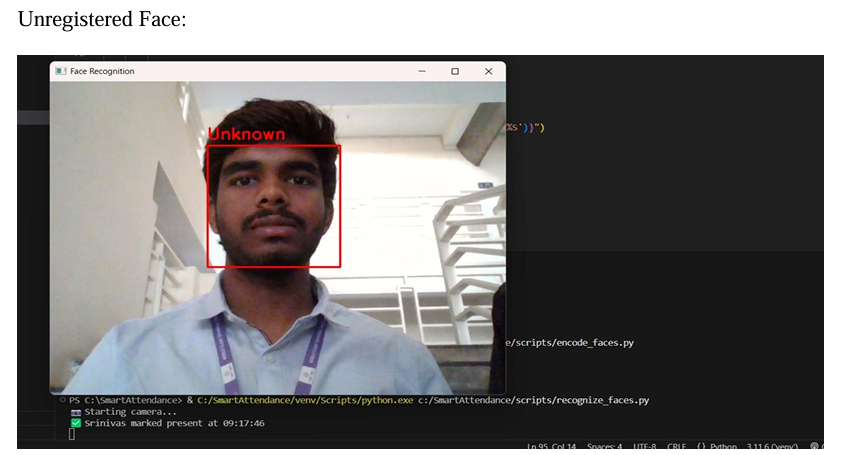 Unregistered Face:
Face Recognition
%s')}")
Unknown
e/scripts/encode_faces.py
PS C:\SmartAttendance> & C:/SmartAttendance/venv/Scripts/python.exe c:/SmartAttendance/scripts/recognize_faces.py
Starting camera...
Srinivas marked present at 09:17:46
Ln 95, Col 14 Spaces: 4 UTF-8 CRLF {} Python 3.11.6 ('venv')